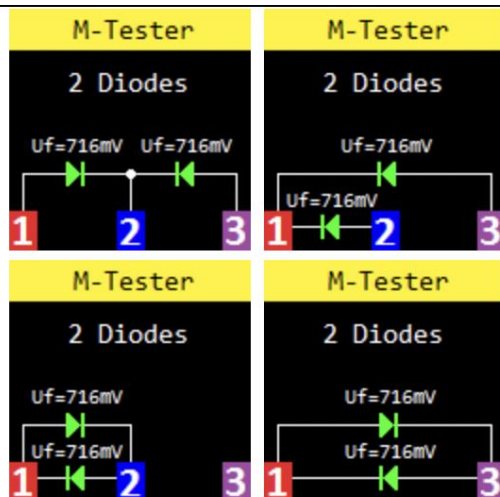 M-Tester
2 Diodes
Uf=716mV Uf=716mV
1 2 3
M-Tester
2 Diodes
Uf=716mV
Uf=716mV
1 2 3
M-Tester
2 Diodes
Uf=716mV
Uf=716mV
1 2 3
M-Tester
2 Diodes
Uf=716mV
Uf=716mV
1 3